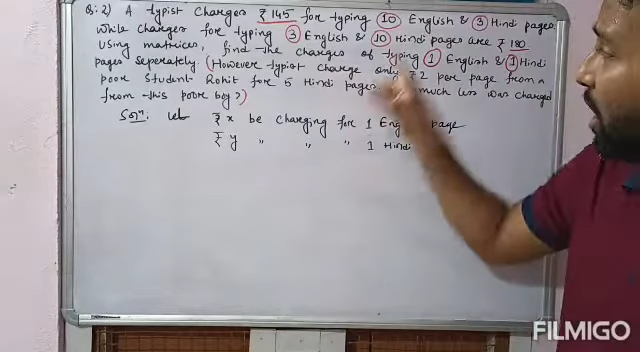 Q: 2) A typist charges ₹ 145 for typing 10 English & 3 Hindi pages
while charges for typing 3 English & 10 Hindi pages are ₹ 180
Using matrices, find the charges of typing 1 English & 1 Hindi
pages seperately (However typist charge only ₹ 2 per page from a
poor student Rohit for 5 Hindi pages much less was charged
from this poor boy?)
Solⁿ. Let ₹ x be charging for 1 page
₹ y " " " 1 Hindi
FILMIGO